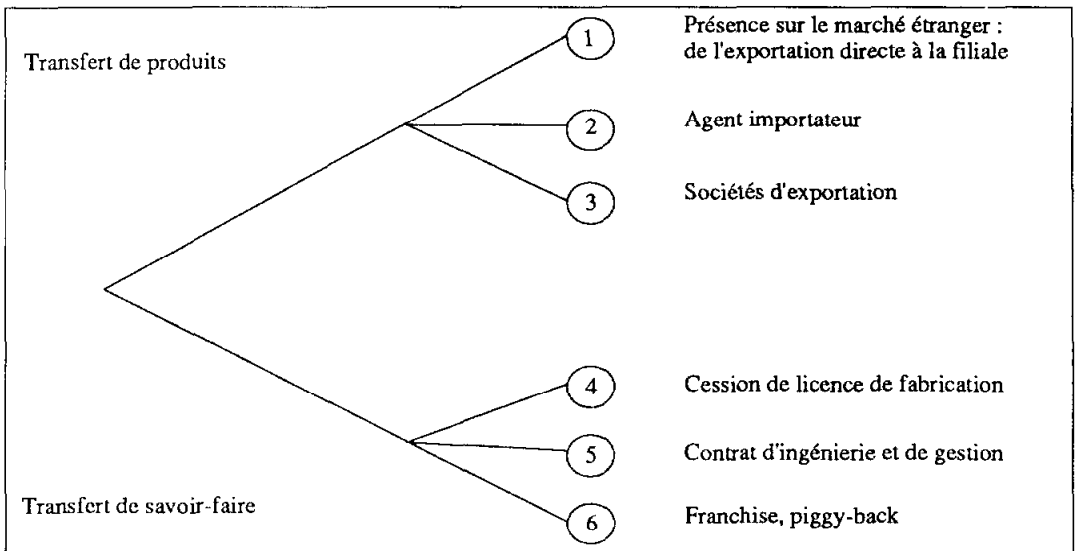 Transfert de produits
1
Présence sur le marché étranger :
de l'exportation directe à la filiale
2
Agent importateur
3
Sociétés d'exportation
4
Cession de licence de fabrication
5
Contrat d'ingénierie et de gestion
Transfert de savoir-faire
6
Franchise, piggy-back